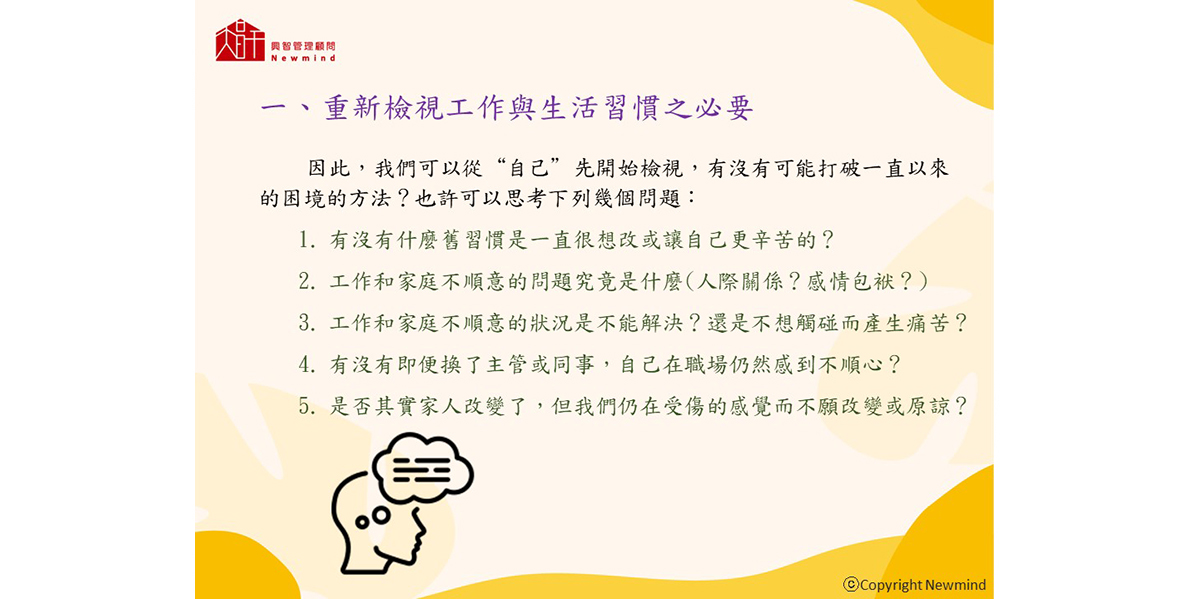 興智管理顧問
Newmind
一、重新檢視工作與生活習慣之必要
因此，我們可以從“自己”先開始檢視，有沒有可能打破一直以來
的困境的方法？也許可以思考下列幾個問題：
1. 有沒有什麼舊習慣是一直很想改或讓自己更辛苦的？
2. 工作和家庭不順意的問題究竟是什麼(人際關係？感情包袱？)
3. 工作和家庭不順意的狀況是不能解決？還是不想觸碰而產生痛苦？
4. 有沒有即便換了主管或同事，自己在職場仍然感到不順心？
5. 是否其實家人改變了，但我們仍在受傷的感覺而不願改變或原諒？
ⓒCopyright Newmind